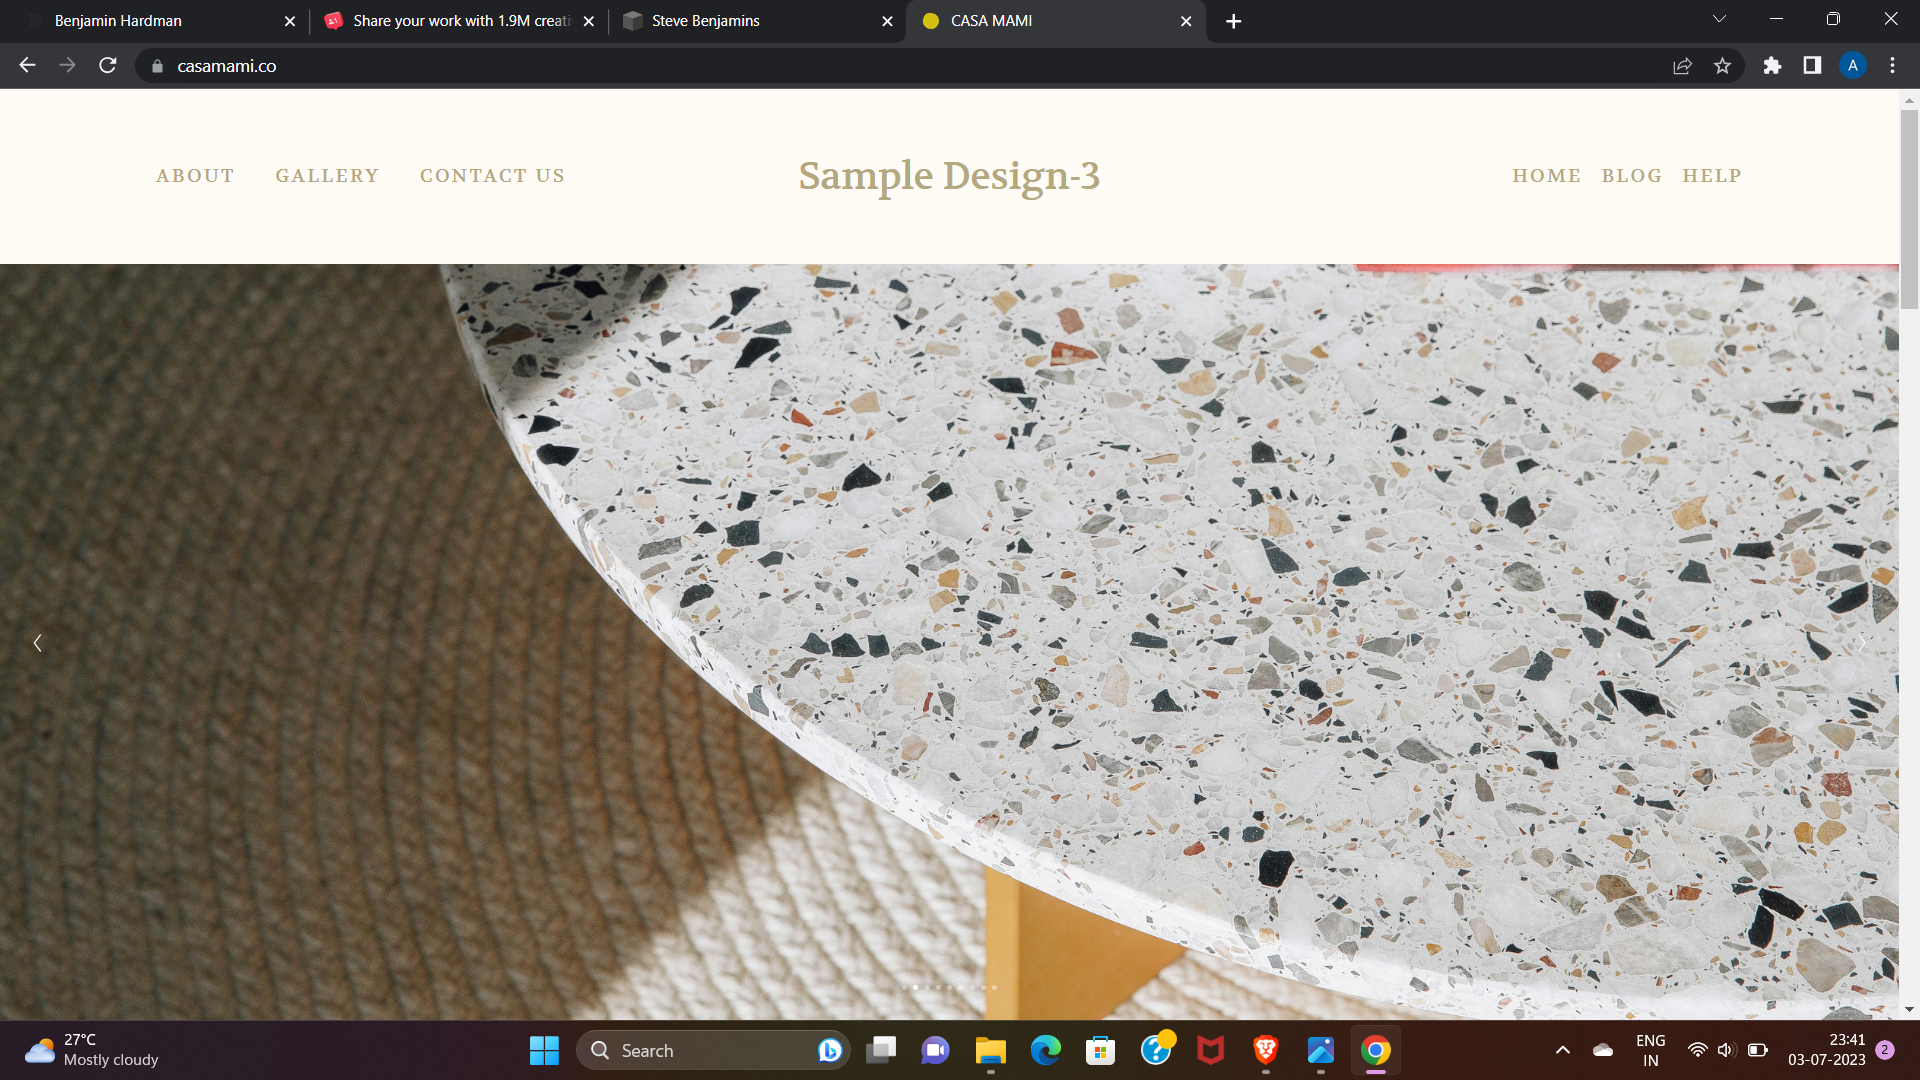 Benjamin Hardman
Share your work with 1.9M creati
Steve Benjamins
CASA MAMI
casamami.co
A
ABOUT GALLERY CONTACT US
Sample Design-3
HOME BLOG HELP
27°C
Mostly cloudy
Search
ENG
IN
23:41
03-07-2023
2